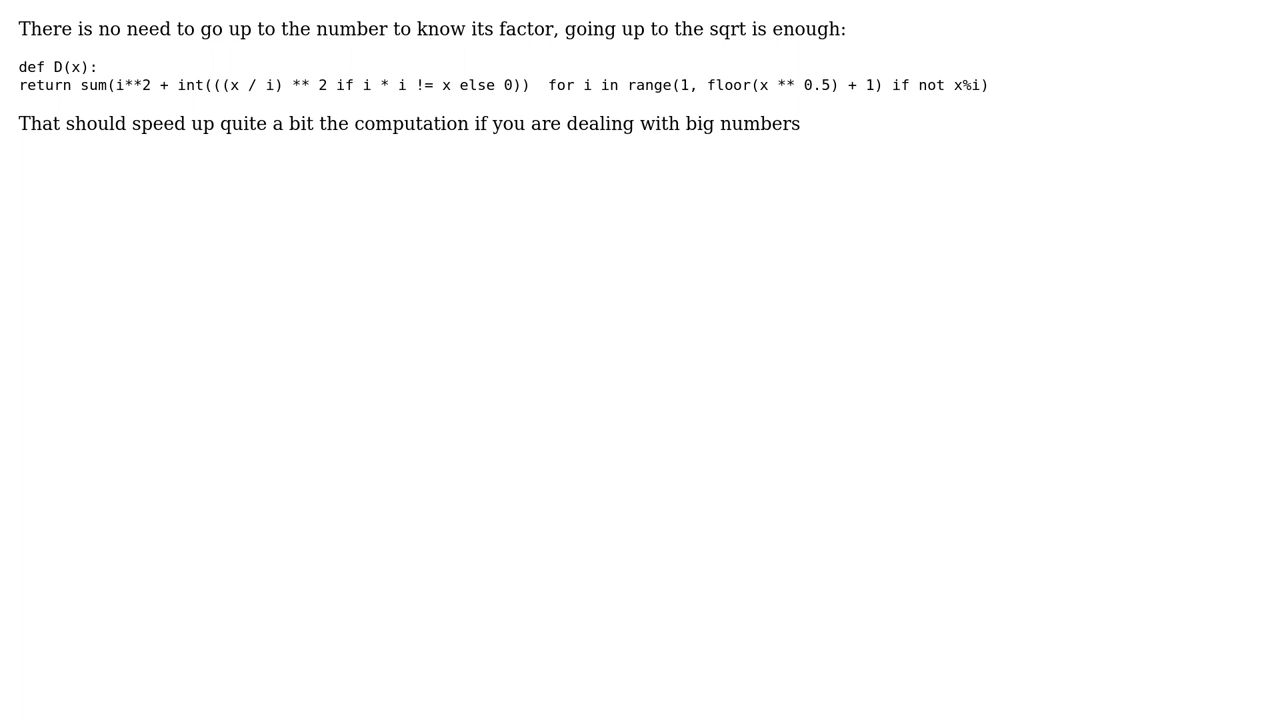 There is no need to go up to the number to know its factor, going up to the sqrt is enough:
def D(x):
return sum(i**2 + int(((x / i) ** 2 if i * i != x else 0))  for i in range(1, floor(x ** 0.5) + 1) if not x%i)
That should speed up quite a bit the computation if you are dealing with big numbers